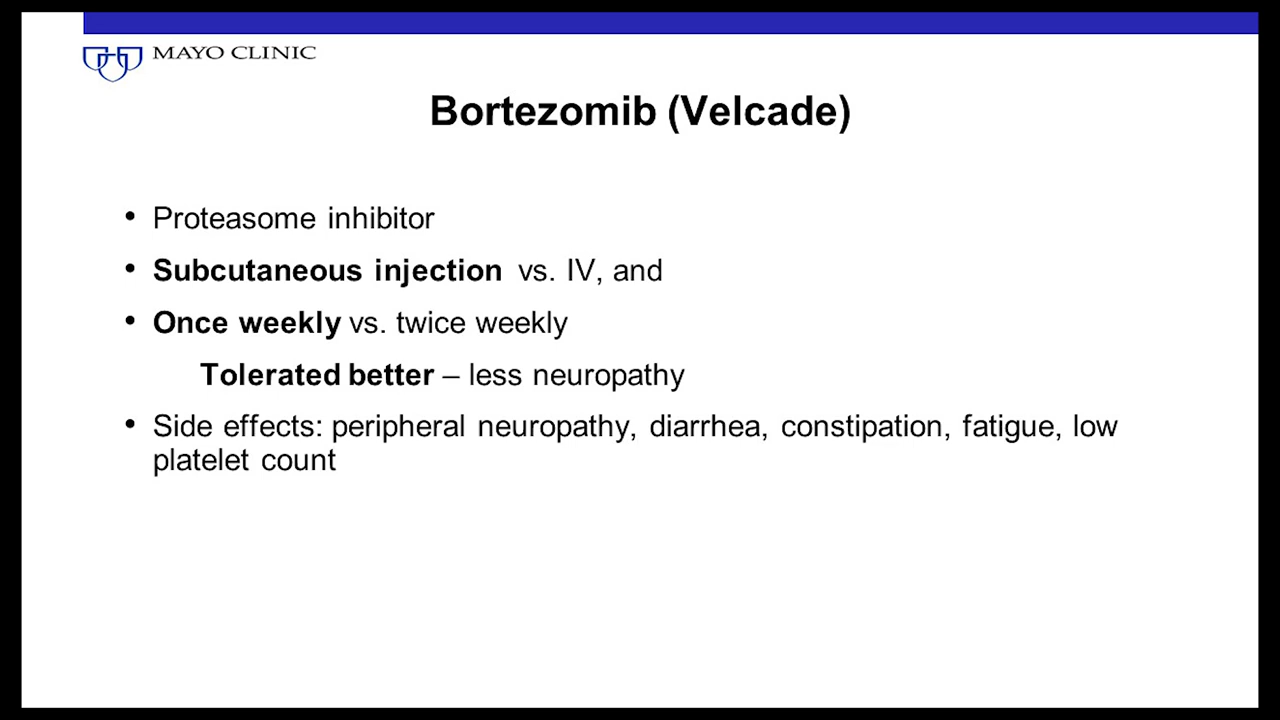 MAYO CLINIC
Bortezomib (Velcade)
• Proteasome inhibitor
• Subcutaneous injection vs. IV, and
• Once weekly vs. twice weekly
Tolerated better – less neuropathy
• Side effects: peripheral neuropathy, diarrhea, constipation, fatigue, low
platelet count